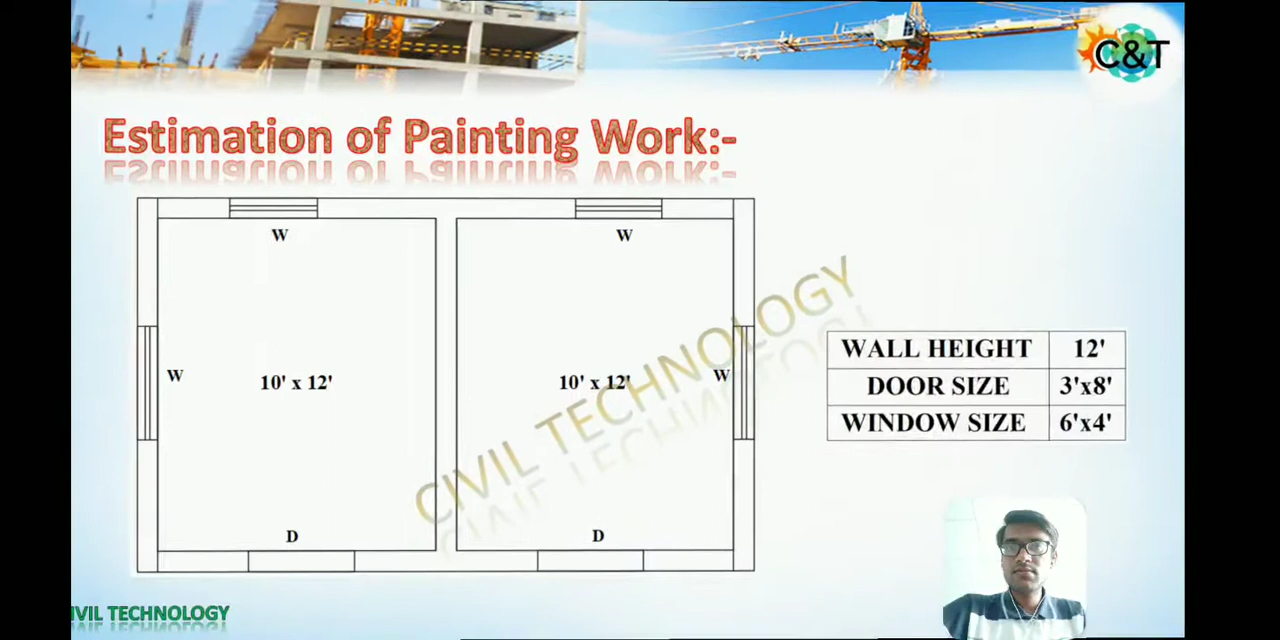 C&T
Estimation of Painting Work:-
W
W
W
10' x 12'
10' x 12'
W
D
D
CIVIL TECHNOLOGY
WALL HEIGHT 12'
DOOR SIZE 3'x8'
WINDOW SIZE 6'x4'
IVIL TECHNOLOGY